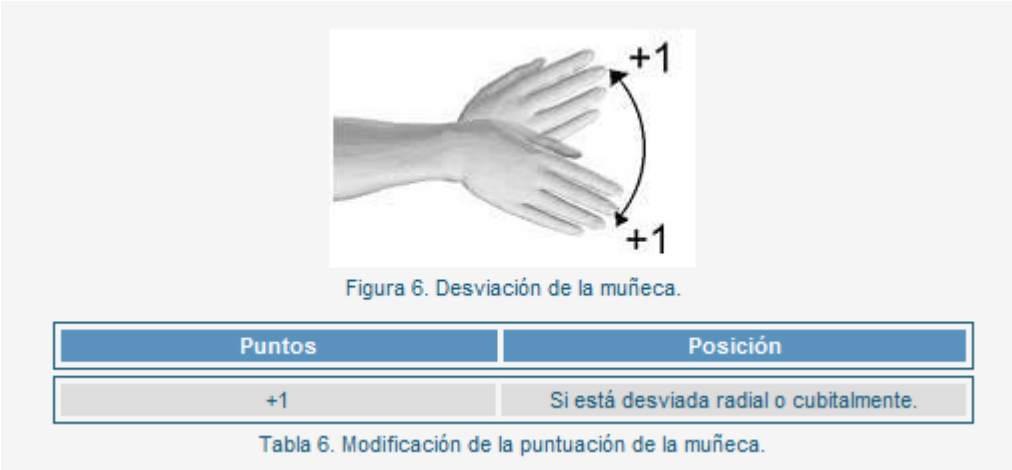 +1
+1
Figura 6. Desviación de la muñeca.
Puntos Posición
+1 Si está desviada radial o cubitalmente.
Tabla 6. Modificación de la puntuación de la muñeca.